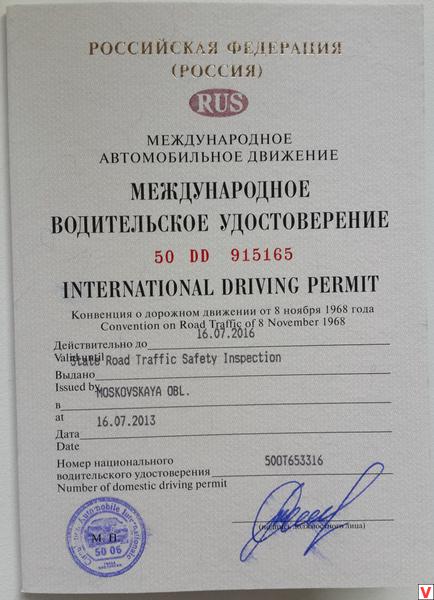 РОССИЙСКАЯ ФЕДЕРАЦИЯ
(РОССИЯ)
RUS
МЕЖДУНАРОДНОЕ
АВТОМОБИЛЬНОЕ ДВИЖЕНИЕ
МЕЖДУНАРОДНОЕ
ВОДИТЕЛЬСКОЕ УДОСТОВЕРЕНИЕ
50 DD 915165
INTERNATIONAL DRIVING PERMIT
Конвенция о дорожном движении от 8 ноября 1968 года
Convention on Road Traffic of 8 November 1968
Действительно до 16.07.2016
Valid until
State Road Traffic Safety Inspection
Выдано
Issued by
MOSKOVSKAYA OBL.
в
at
16.07.2013
Дата
Date
Номер национального
водительского удостоверения 50ОТ653316
Number of domestic driving permit
М. П.
50 06
(подпись должностного лица)
V